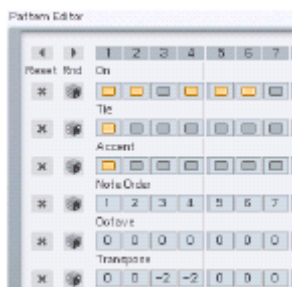 Pattern Editor
1 2 3 4 5 6 7
Reset Rnd On
Tie
Accent
Note Order
1 2 3 4 5 6 7
Octave
0 0 0 0 0 0 0
Transpose
0 0 -2 -2 0 0 0